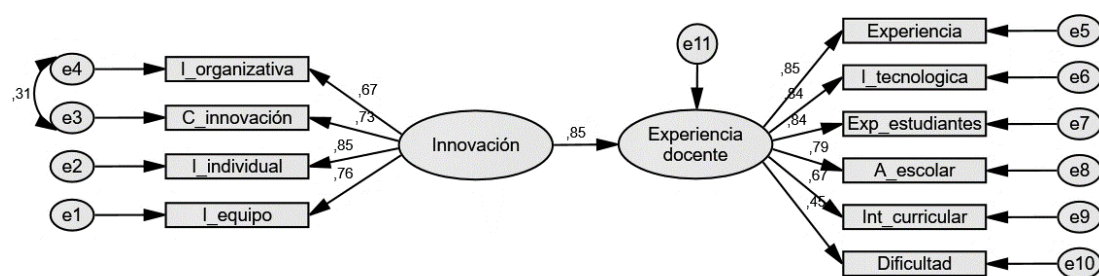 e4
I_organizativa
,67
,31
e3
C_innovación
,73
e2
I_individual
,85
e1
I_equipo
,76
Innovación
,85
e11
Experiencia
docente
,85
Experiencia
e5
,84
I_tecnologica
e6
,84
Exp_estudiantes
e7
,79
A_escolar
e8
,67
Int_curricular
e9
,45
Dificultad
e10